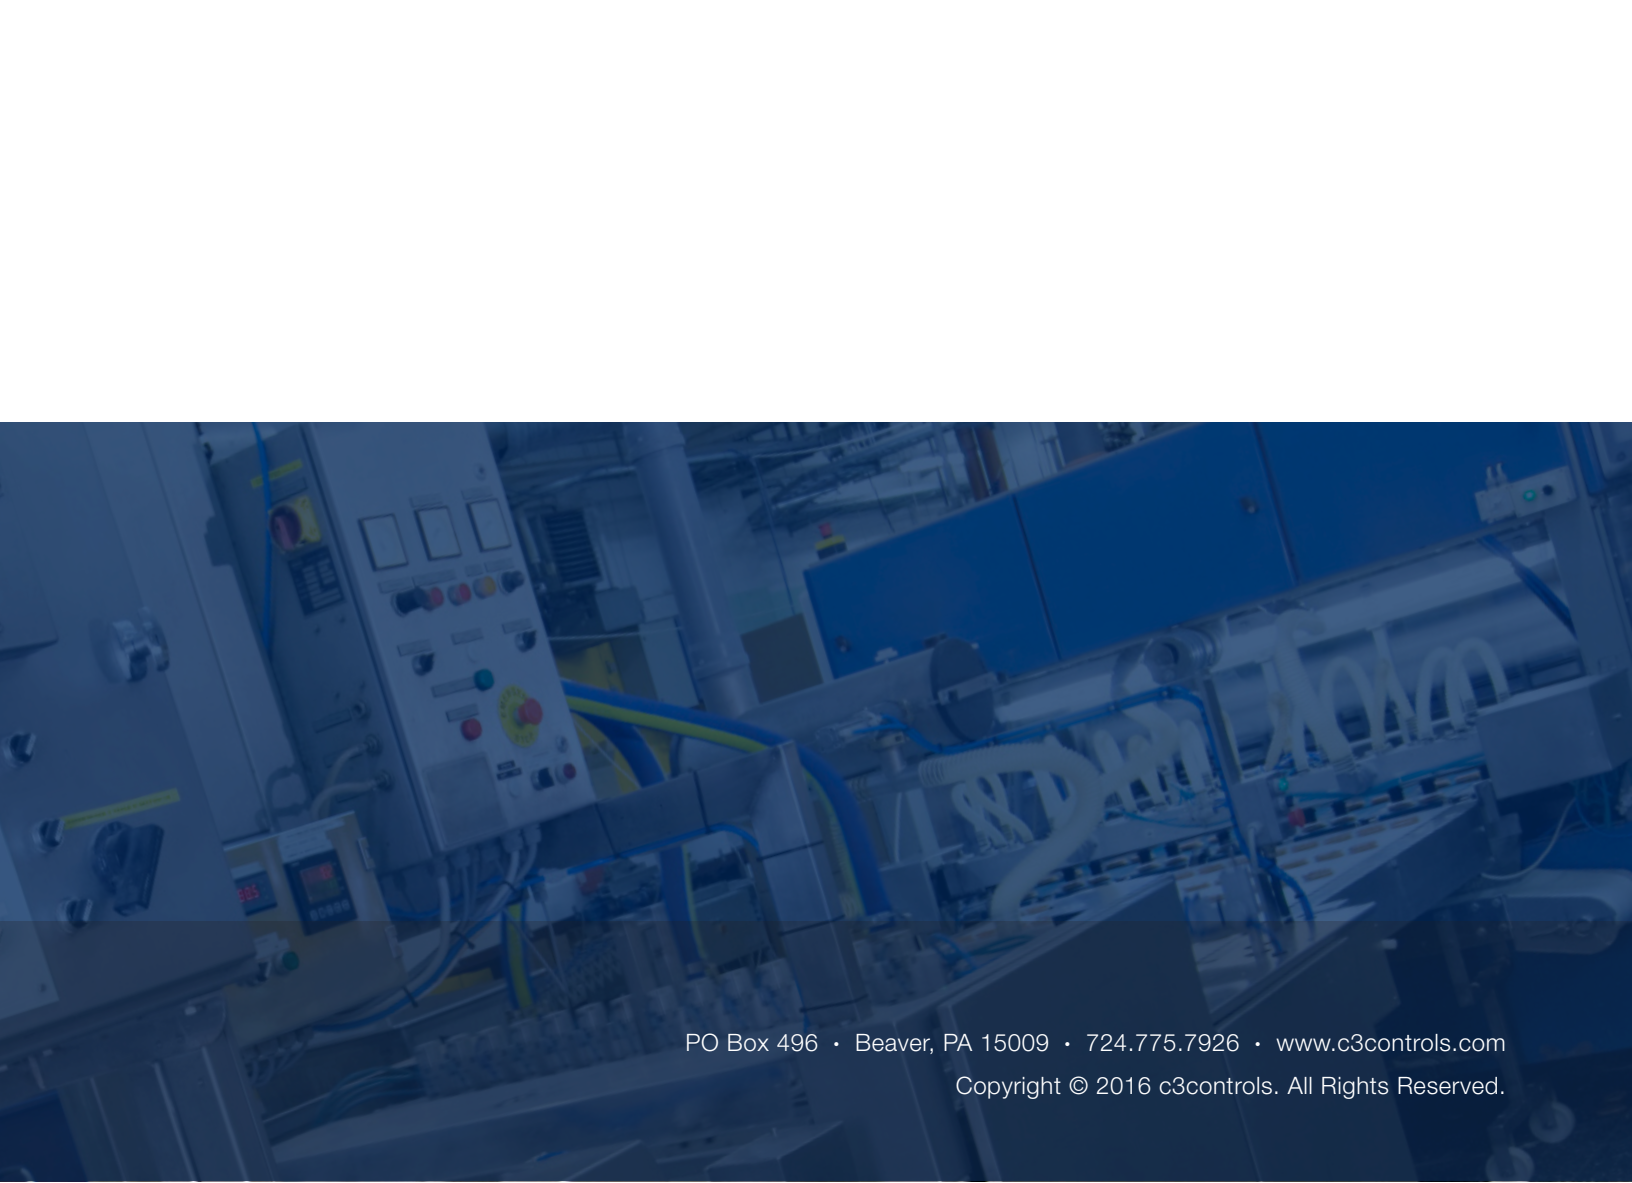 PO Box 496 • Beaver, PA 15009 • 724.775.7926 • www.c3controls.com
Copyright © 2016 c3controls. All Rights Reserved.